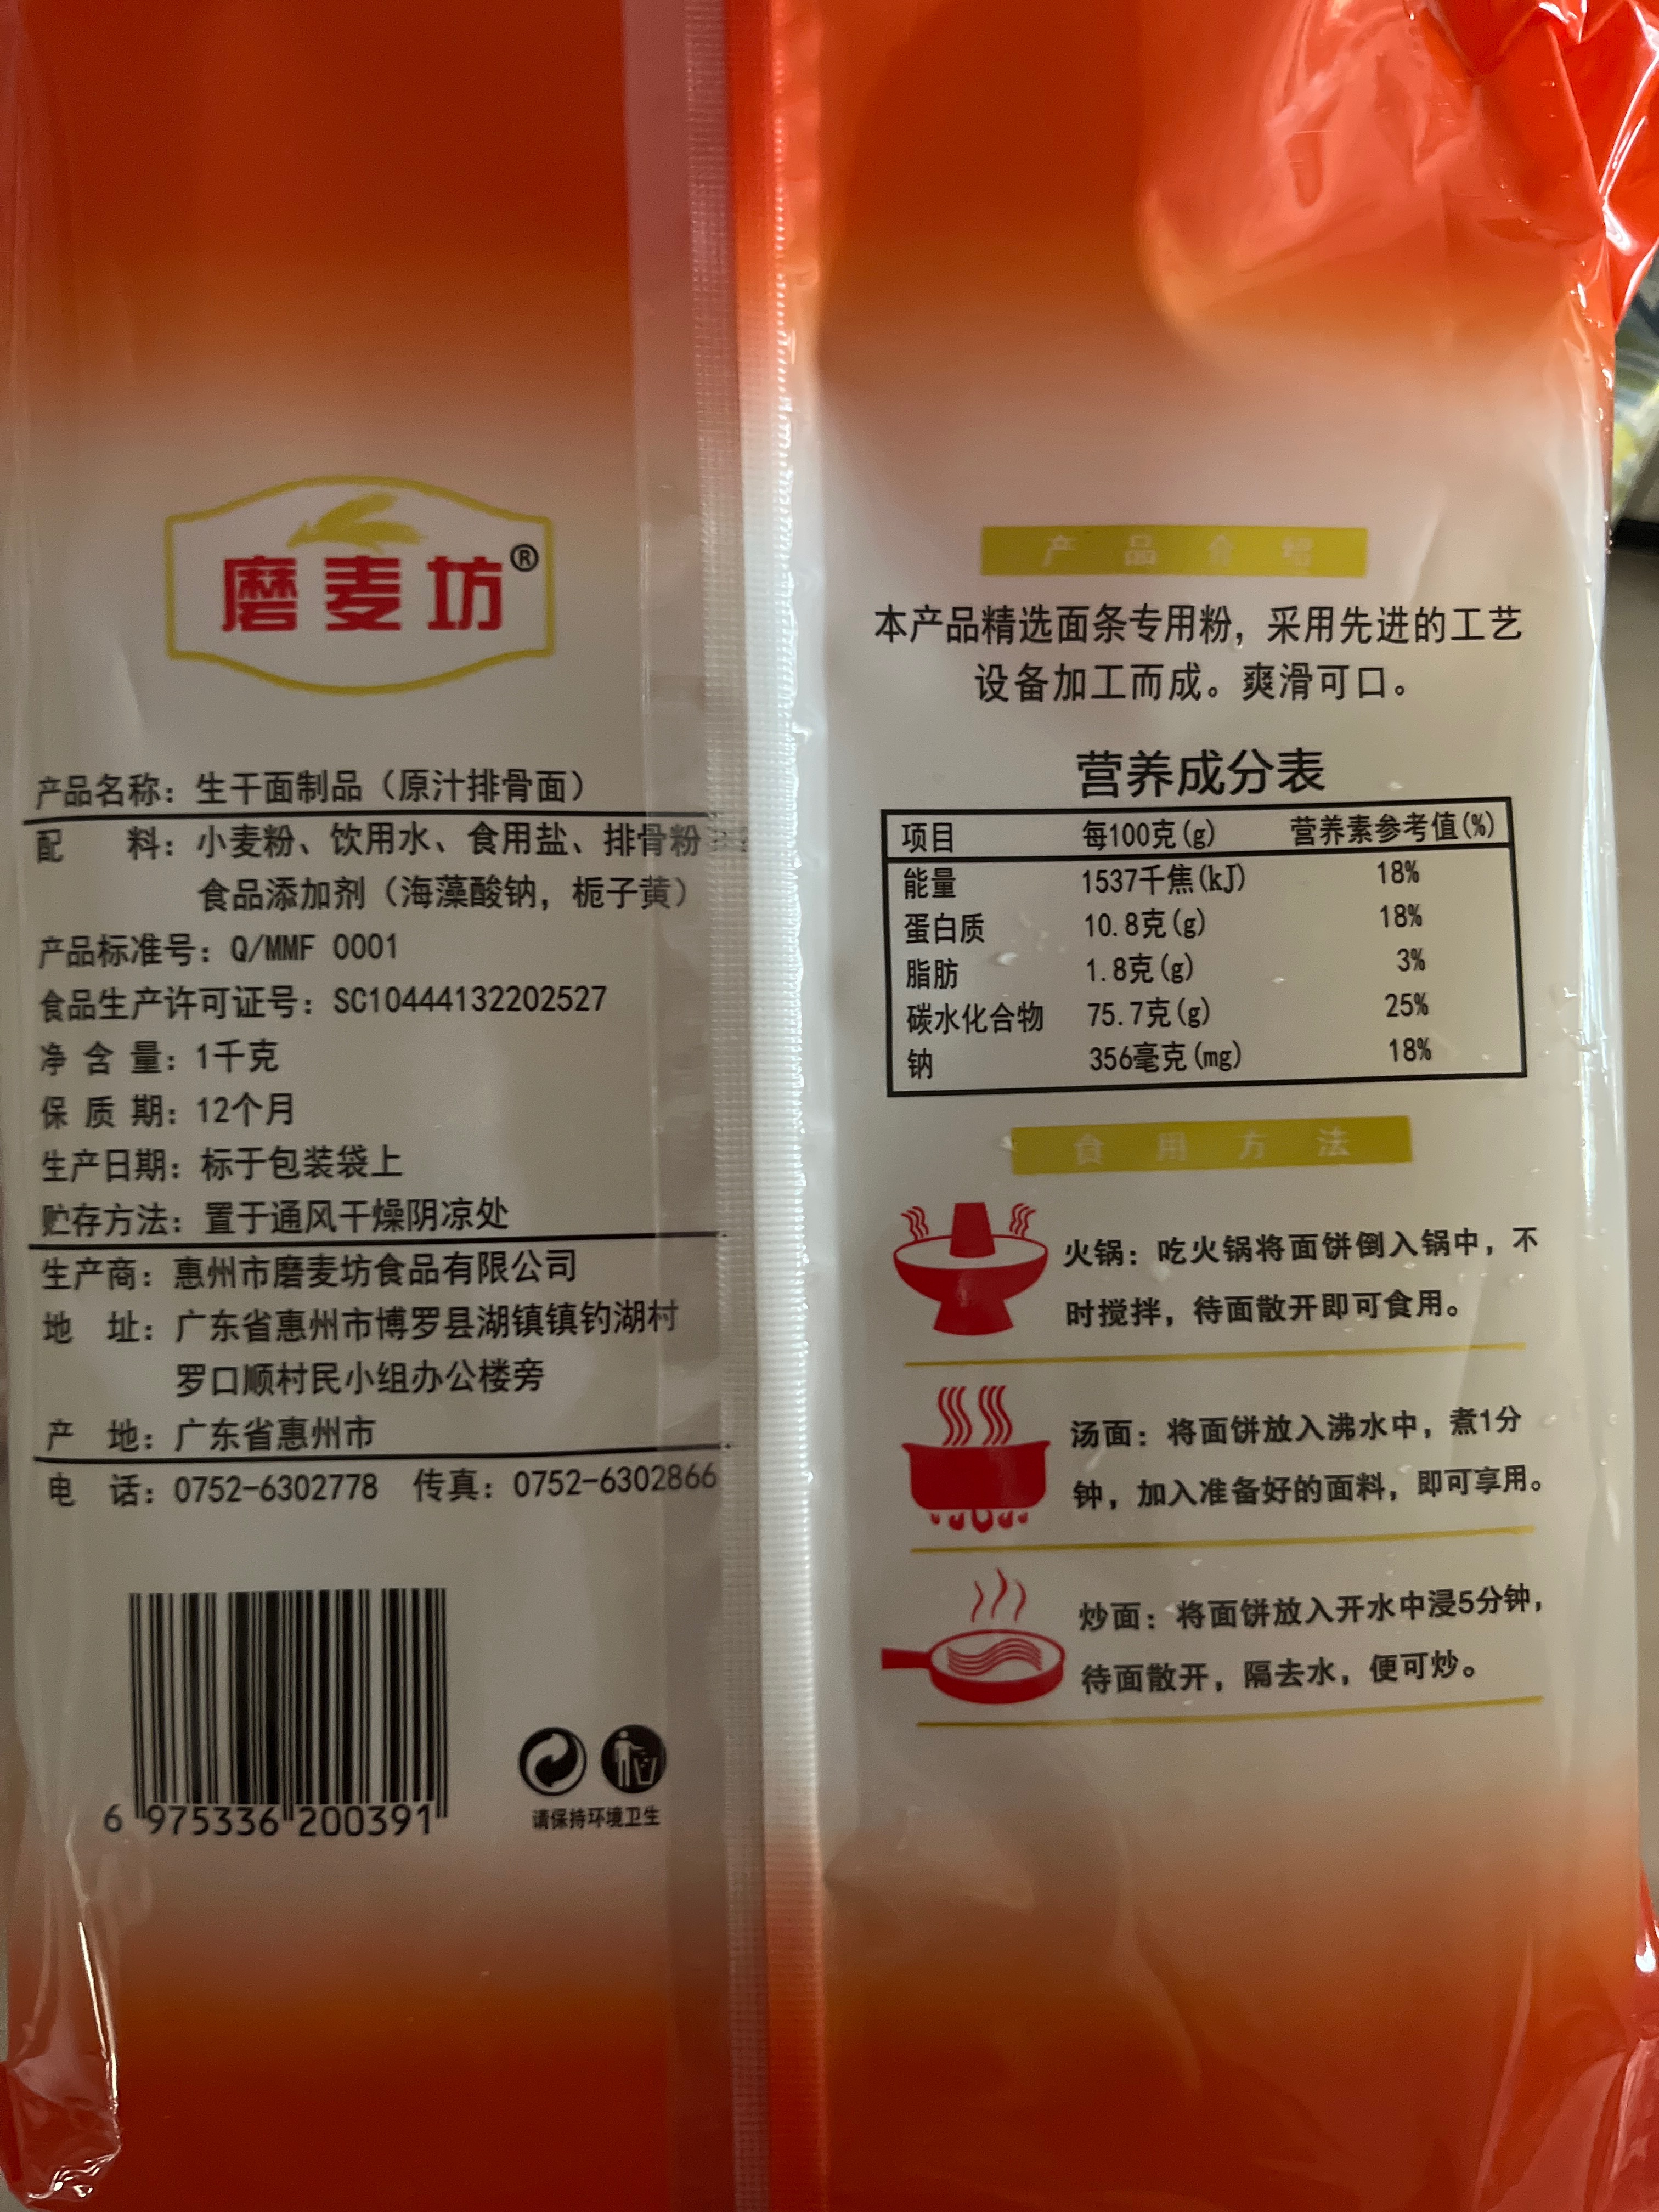 磨麦坊®
产品名称：生干面制品（原汁排骨面）
配 料：小麦粉、饮用水、食用盐、排骨粉
食品添加剂（海藻酸钠，栀子黄）
产品标准号：Q/MMF 0001
食品生产许可证号：SC10444132202527
净含量：1千克
保质期：12个月
生产日期：标于包装袋上
贮存方法：置于通风干燥阴凉处
生产商：惠州市磨麦坊食品有限公司
地 址：广东省惠州市博罗县湖镇镇钓湖村
罗口顺村民小组办公楼旁
产 地：广东省惠州市
电 话：0752-6302778 传真：0752-6302866
6 975336 200391
请保持环境卫生
产品介绍
本产品精选面条专用粉，采用先进的工艺
设备加工而成。爽滑可口。
营养成分表
项目 每100克(g) 营养素参考值(%)
能量 1537千焦(kJ) 18%
蛋白质 10.8克(g) 18%
脂肪 1.8克(g) 3%
碳水化合物 75.7克(g) 25%
钠 356毫克(mg) 18%
食用方法
火锅：吃火锅将面饼倒入锅中，不
时搅拌，待面散开即可食用。
汤面：将面饼放入沸水中，煮1分
钟，加入准备好的面料，即可享用。
炒面：将面饼放入开水中浸5分钟，
待面散开，隔去水，便可炒。